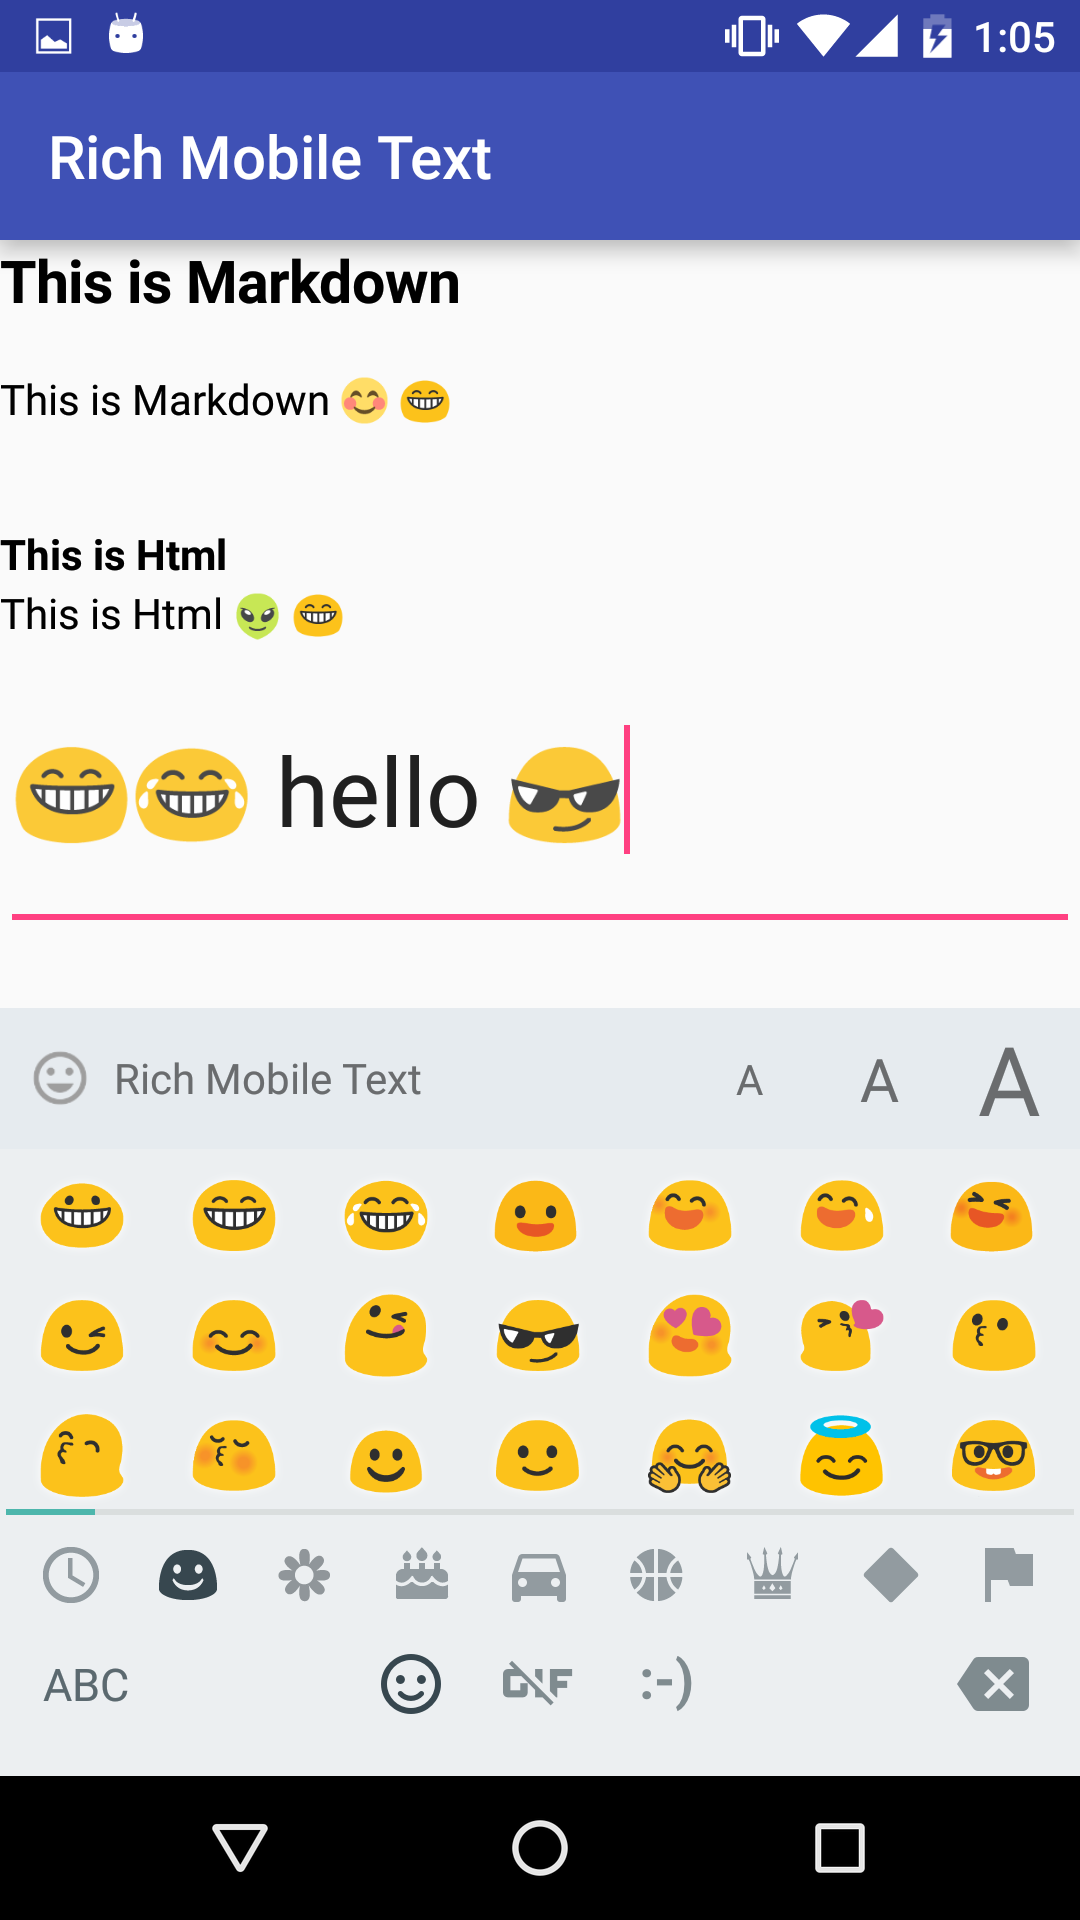 1:05
Rich Mobile Text
This is Markdown
This is Markdown 😊 😁
This is Html
This is Html 👽 😁
😁😂 hello 😎
Rich Mobile Text A A A
ABC GIF :-)